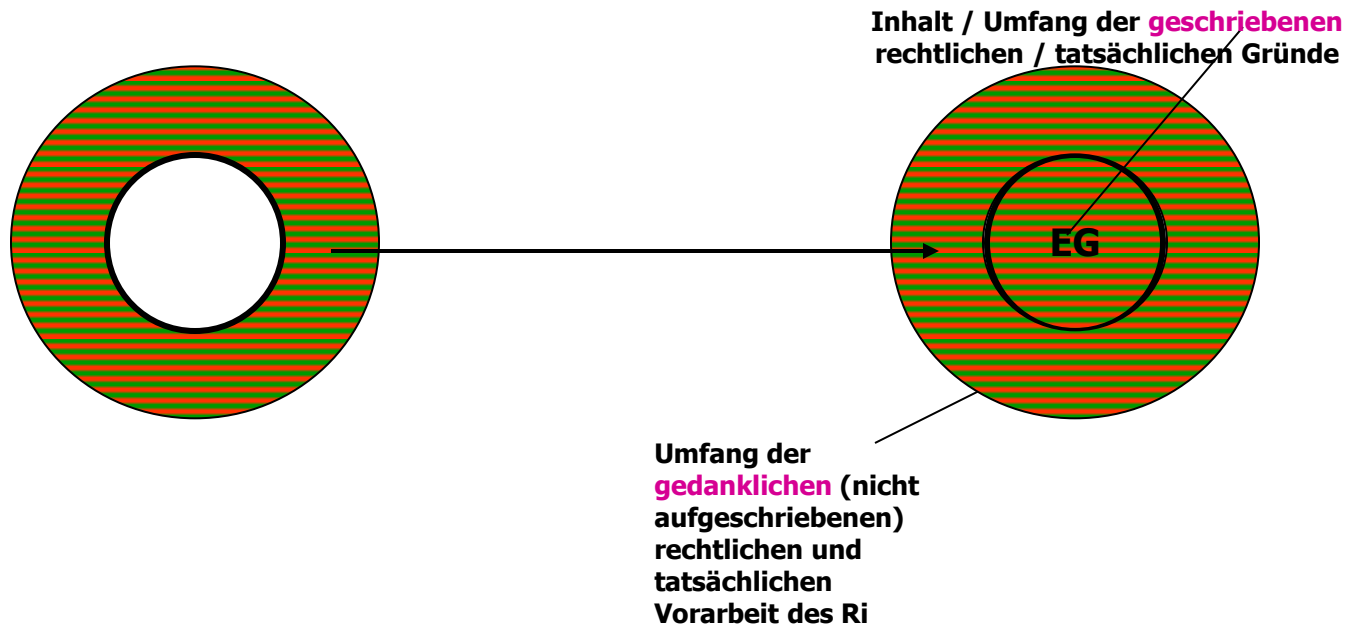 Inhalt / Umfang der geschriebenen
rechtlichen / tatsächlichen Gründe
EG
Umfang der
gedanklichen (nicht
aufgeschriebenen)
rechtlichen und
tatsächlichen
Vorarbeit des Ri